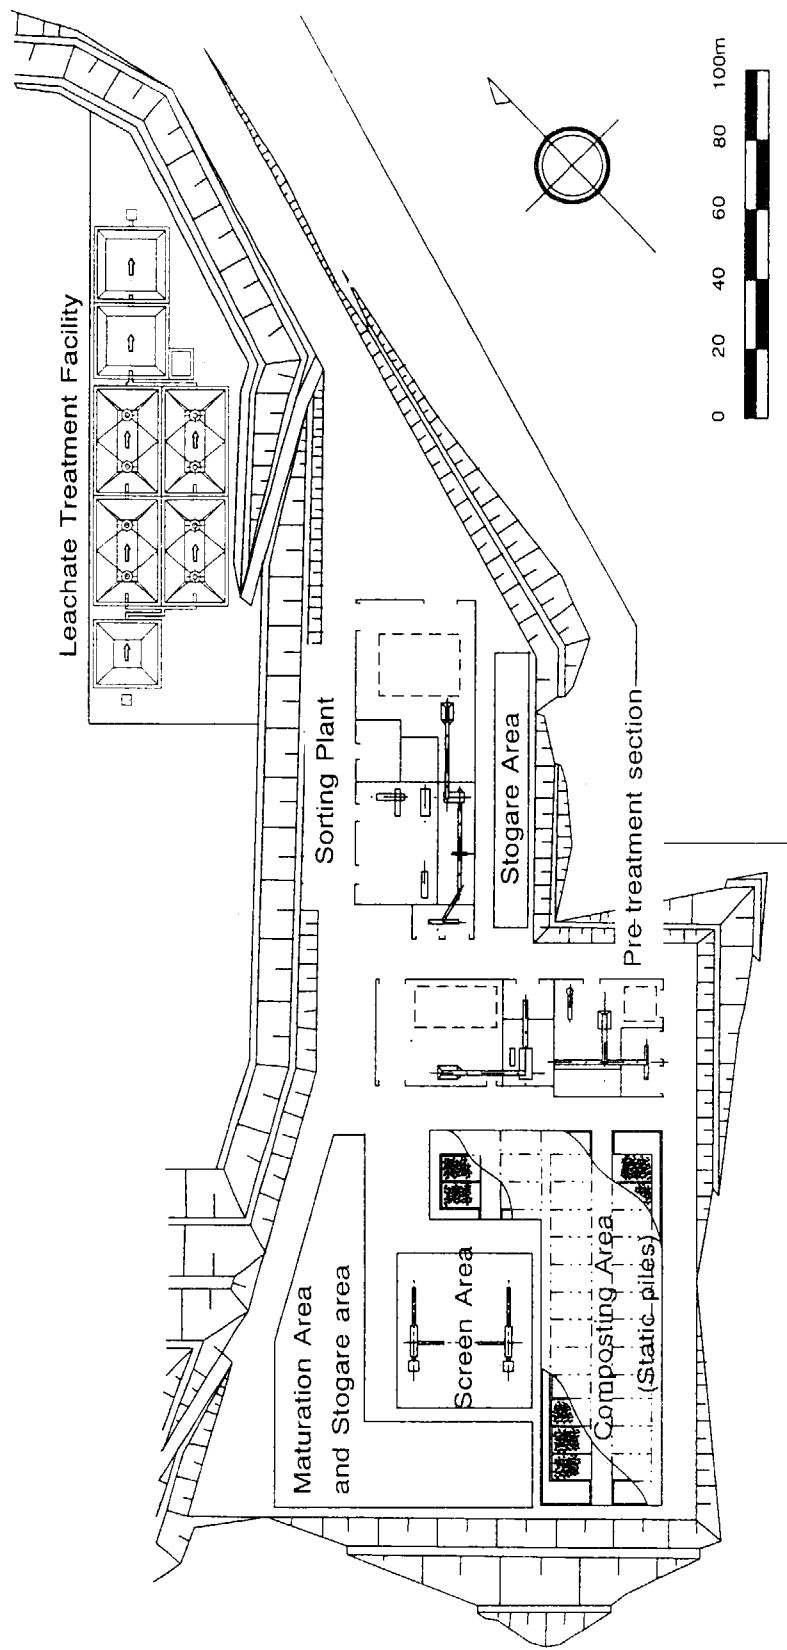 Leachate Treatment Facility
Sorting Plant
Stogare Area
Pre treatment section
Maturation Area
and Stogare area
Screen Area
Composting Area
(Static piles)
0 20 40 60 80 100m